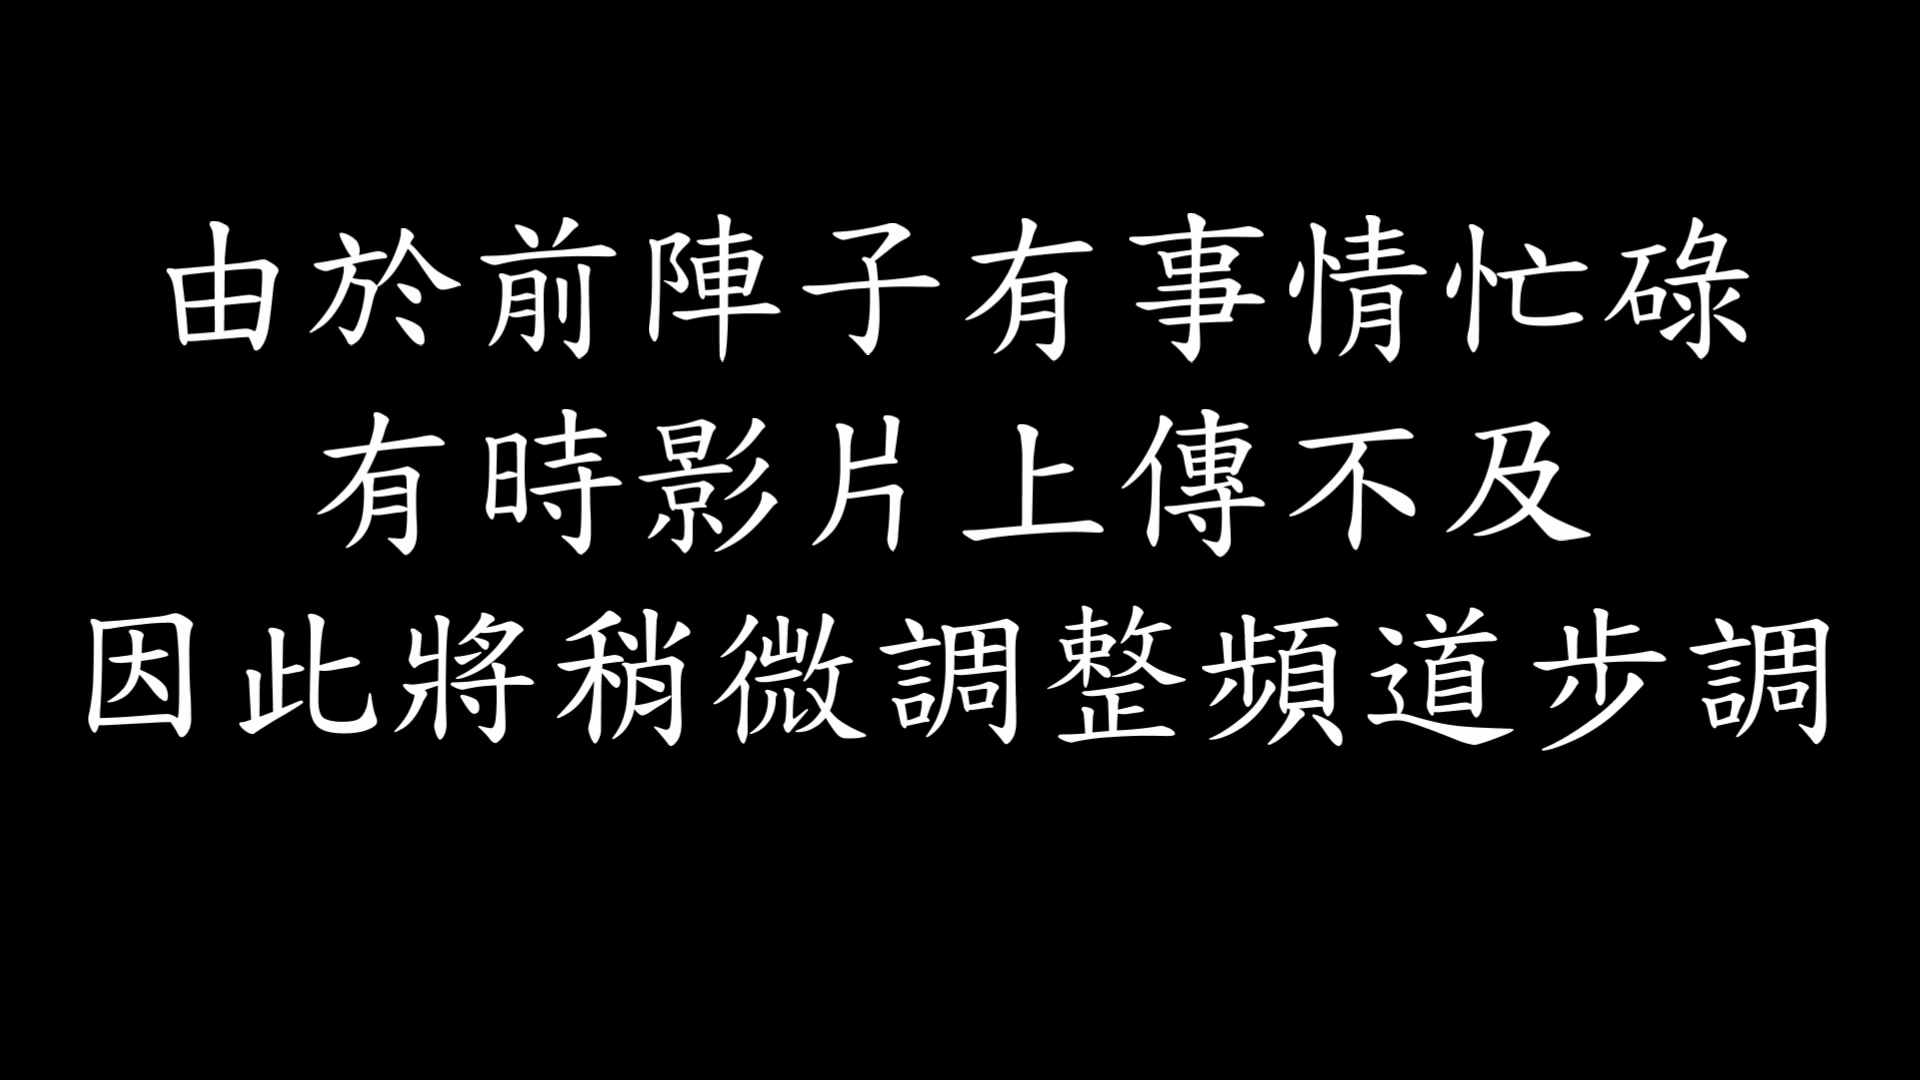 由於前陣子有事情忙碌
有時影片上傳不及
因此將稍微調整頻道步調